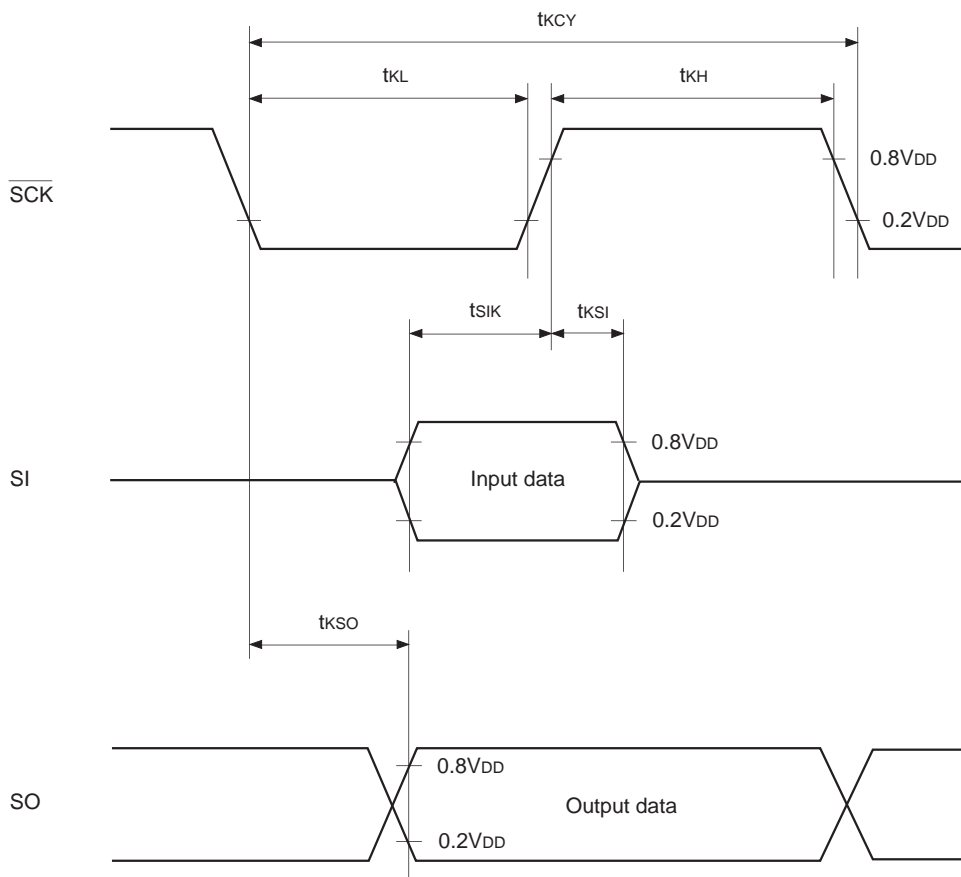 tKCY
tKL
tKH
0.8VDD
SCK
0.2VDD
tSIK
tKSI
0.8VDD
SI
Input data
0.2VDD
tKSO
0.8VDD
SO
Output data
0.2VDD